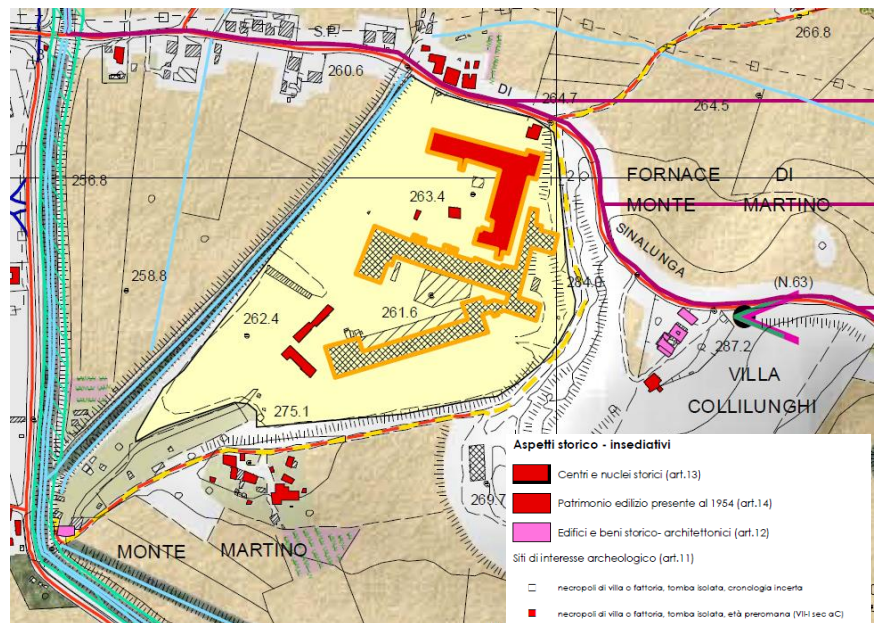 S.P.
266.8
260.6
DI
264.7
264.5
256.8
2.0
FORNACE DI
263.4
MONTE MARTINO
SINALUNGA
258.8
284.0
(N.63)
262.4
261.6
287.2
VILLA
COLLILUNGHI
275.1
269.7
MONTE MARTINO
Aspetti storico - insediativi
Centri e nuclei storici (art.13)
Patrimonio edilizio presente al 1954 (art.14)
Edifici e beni storico- architettonici (art.12)
Siti di interesse archeologico (art.11)
necropoli di villa o fattoria, tomba isolata, cronologia incerta
necropoli di villa o fattoria, tomba isolata, età preromana (VII-I sec aC)